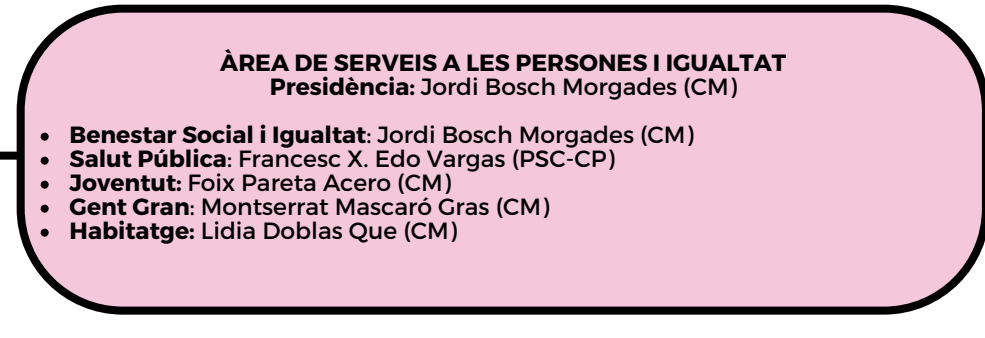 ÀREA DE SERVEIS A LES PERSONES I IGUALTAT
Presidència: Jordi Bosch Morgades (CM)
• Benestar Social i Igualtat: Jordi Bosch Morgades (CM)
• Salut Pública: Francesc X. Edo Vargas (PSC-CP)
• Joventut: Foix Pareta Acero (CM)
• Gent Gran: Montserrat Mascaró Gras (CM)
• Habitatge: Lidia Doblas Que (CM)